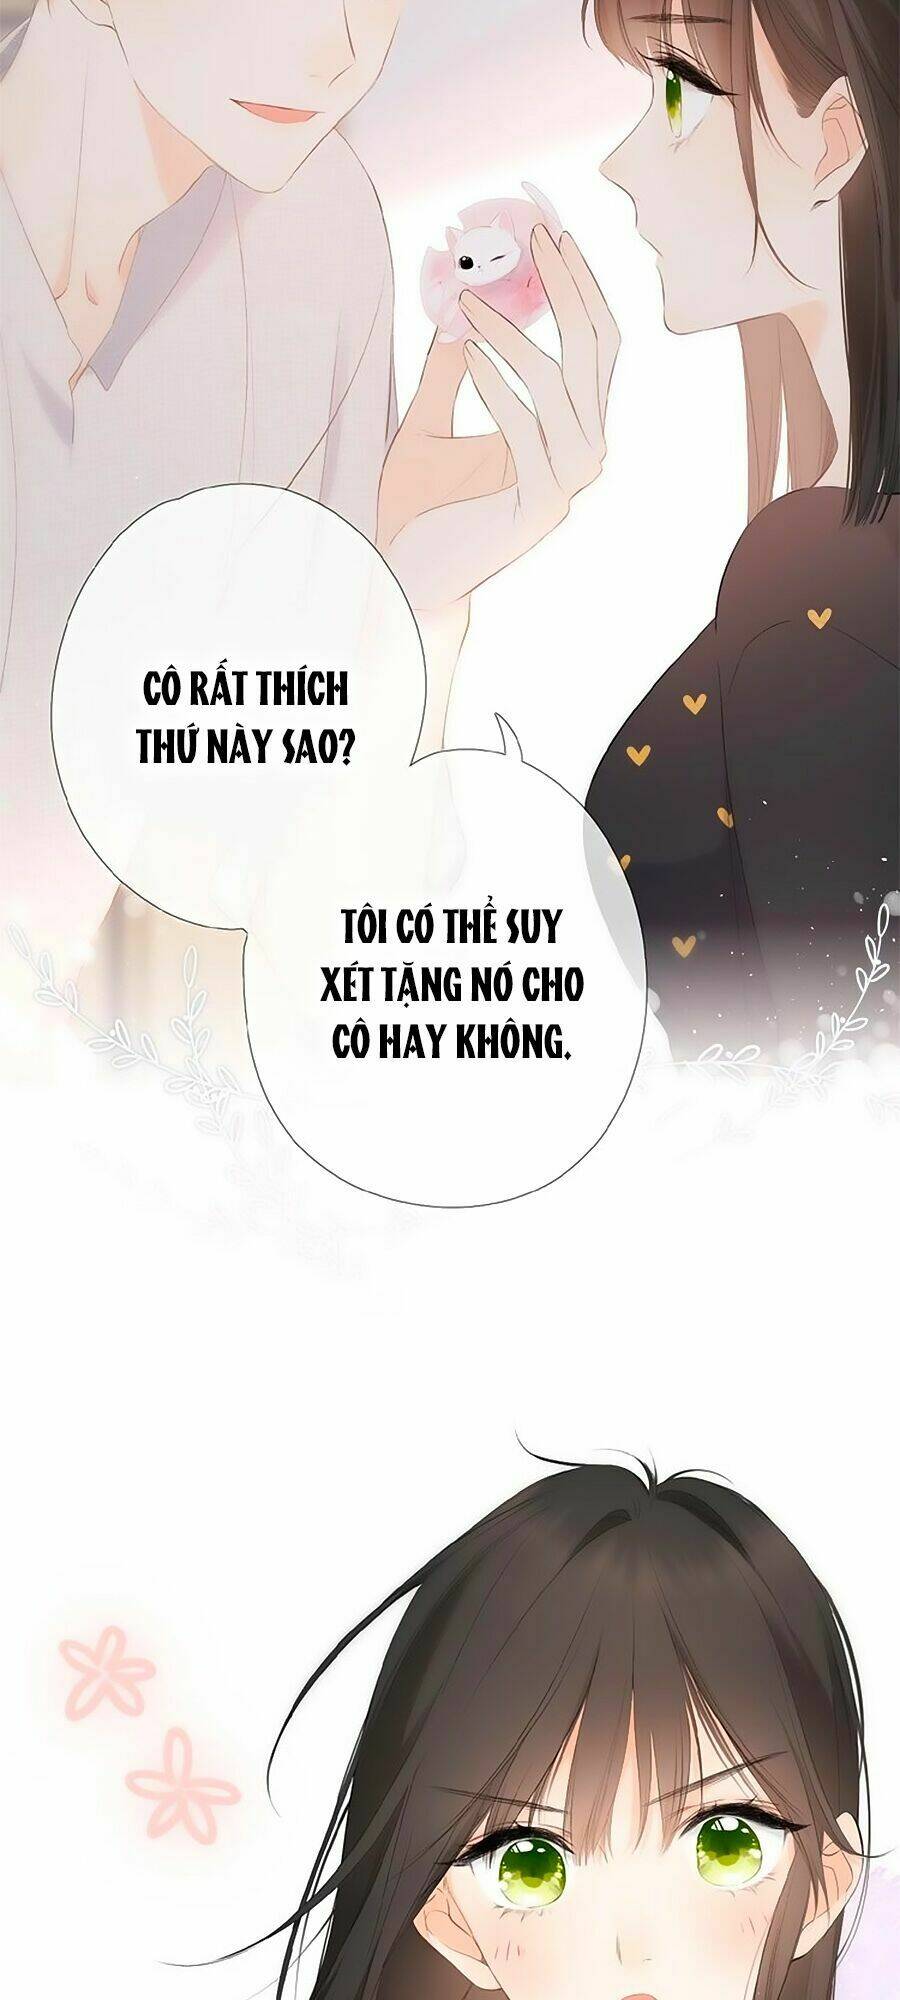 CÔ RẤT THÍCH
THỨ NÀY SAO?
TÔI CÓ THỂ SUY
XÉT TẶNG NÓ CHO
CÔ HAY KHÔNG.